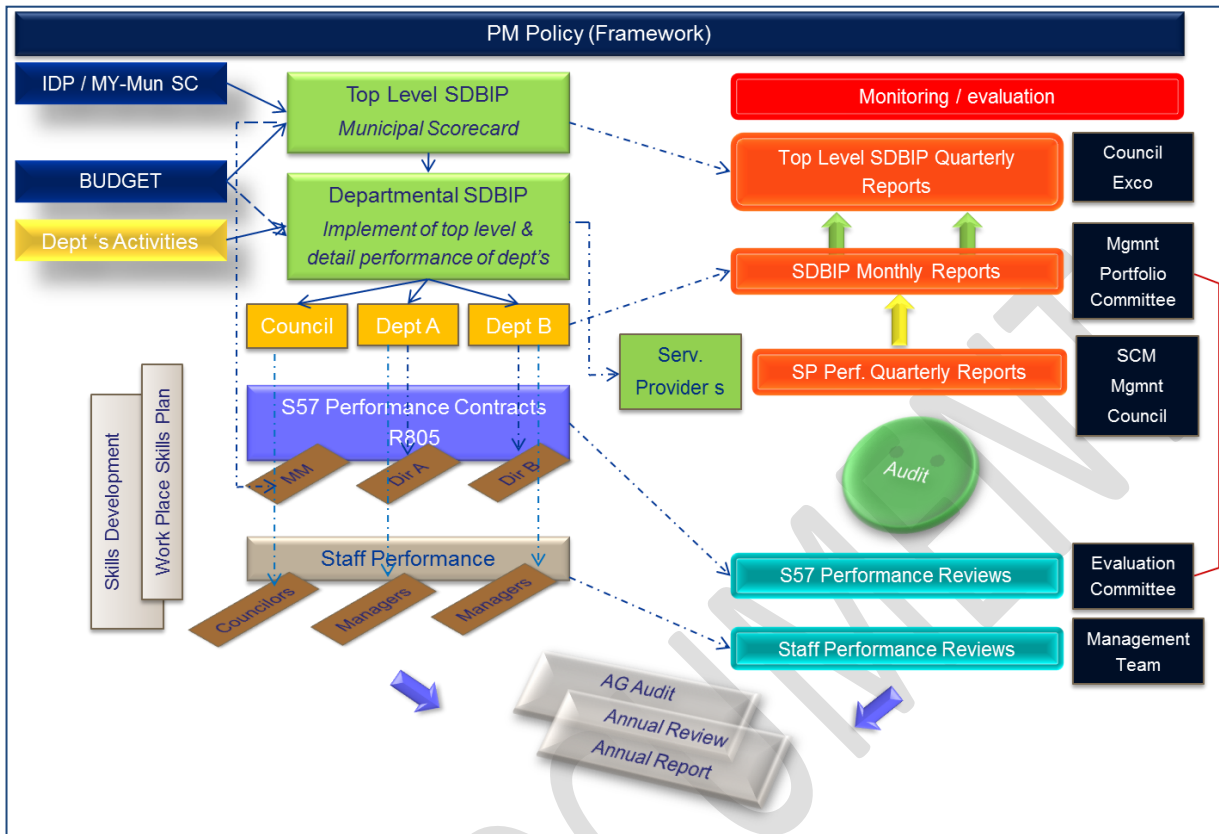 PM Policy (Framework)
IDP / MY-Mun SC
BUDGET
Dept ‘s Activities
Top Level SDBIP
Municipal Scorecard
Departmental SDBIP
Implement of top level &
detail performance of dept’s
Council
Dept A
Dept B
Serv.
Provider s
S57 Performance Contracts
R805
MM
Dir A
Dir B
Staff Performance
Councilors
Managers
Managers
Skills Development
Work Place Skills Plan
Monitoring / evaluation
Top Level SDBIP Quarterly
Reports
Council
Exco
SDBIP Monthly Reports
Mgmnt
Portfolio
Committee
SP Perf. Quarterly Reports
SCM
Mgmnt
Council
Audit
S57 Performance Reviews
Evaluation
Committee
Staff Performance Reviews
Management
Team
AG Audit
Annual Review
Annual Report
CUMENT